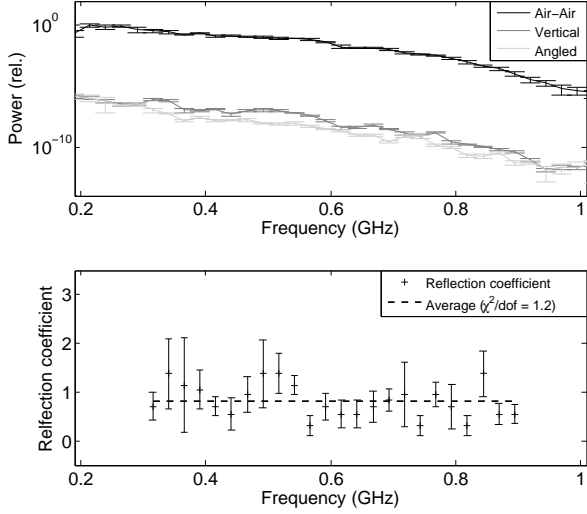 10⁰
10⁻¹⁰
Power (rel.)
Air−Air
Vertical
Angled
0.2 0.4 0.6 0.8 1
Frequency (GHz)
3
2
1
0
Relfection coefficient
Reflection coefficient
Average (χ²/dof = 1.2)
0.2 0.4 0.6 0.8 1
Frequency (GHz)